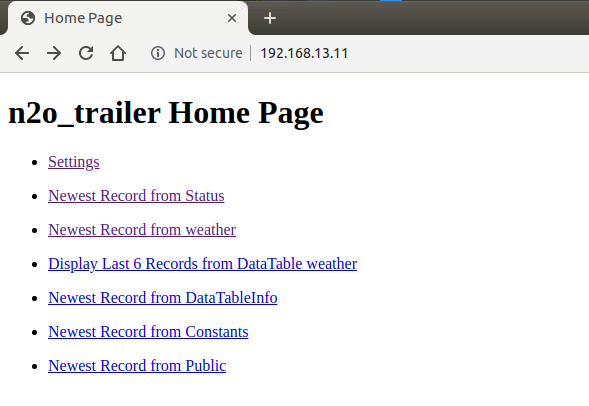 Home Page
Not secure 192.168.13.11
n2o_trailer Home Page
Settings
Newest Record from Status
Newest Record from weather
Display Last 6 Records from DataTable weather
Newest Record from DataTableInfo
Newest Record from Constants
Newest Record from Public